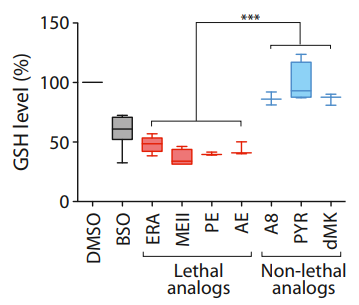 150
***
100
50
0
GSH level (%)
DMSO
BSO
ERA
MEII
PE
AE
A8
PYR
dMK
Lethal
analogs
Non-lethal
analogs